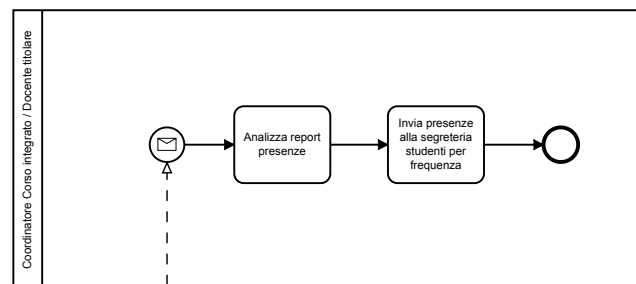 Coordinatore Corso integrato / Docente titolare
Analizza report
presenze
Invia presenze
alla segreteria
studenti per
frequenza